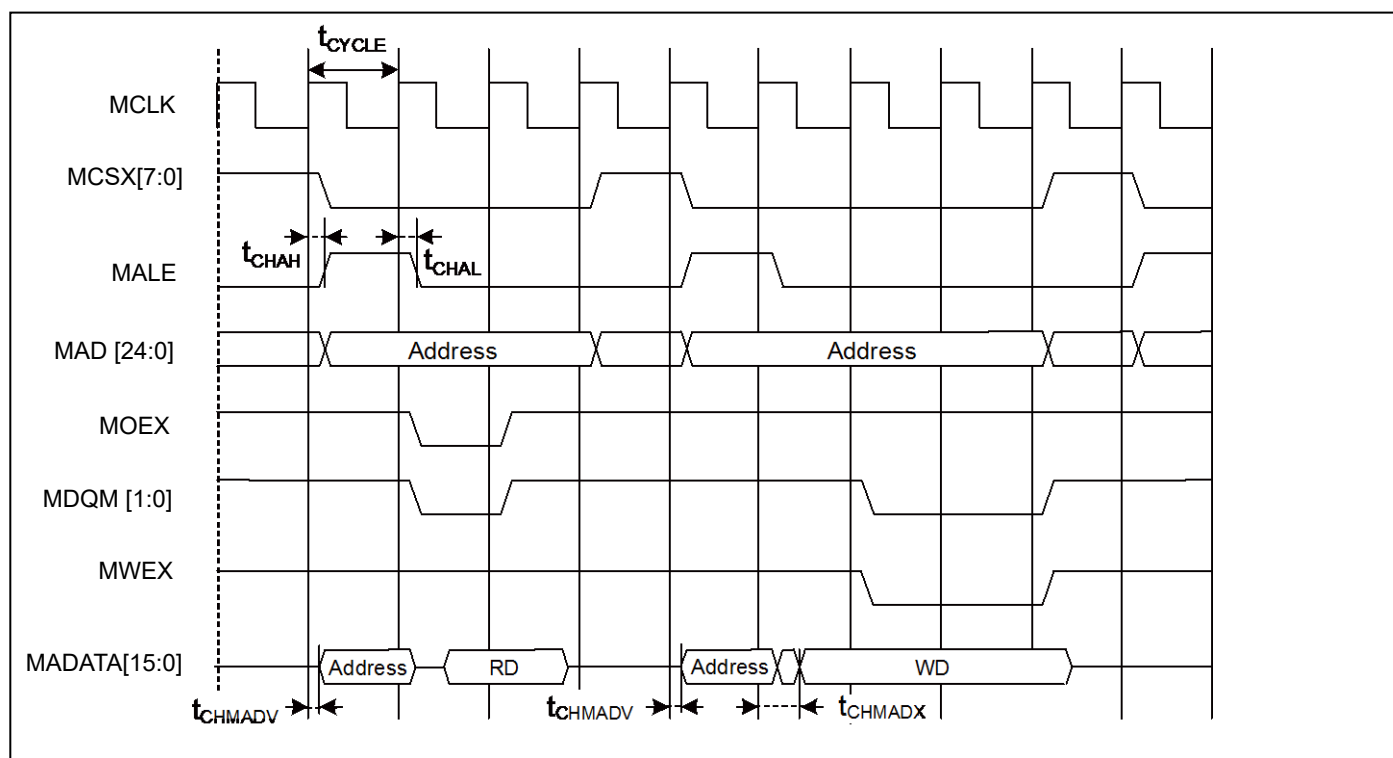 tCYCLE
MCLK
MCSX[7:0]
tCHAH
tCHAL
MALE
MAD [24:0]
Address
Address
MOEX
MDQM [1:0]
MWEX
MADATA[15:0]
Address
RD
Address
WD
tCHMADV
tCHMADV
tCHMADX